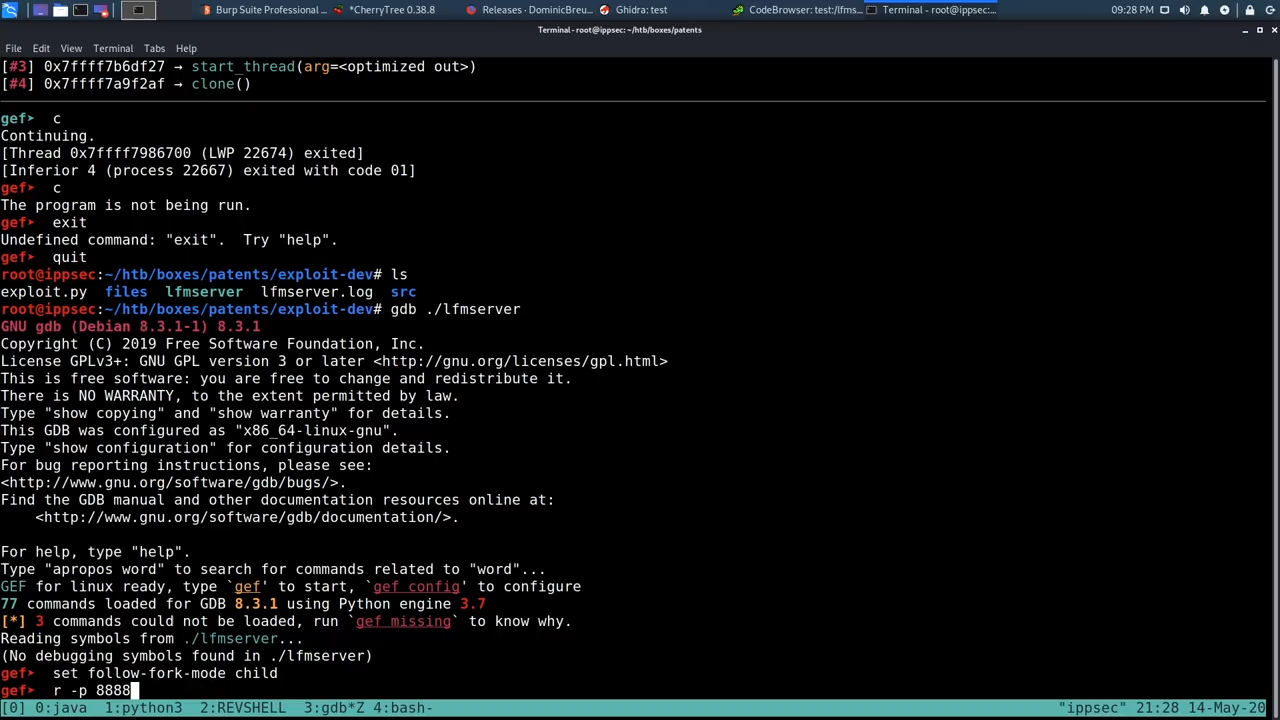 Burp Suite Professional ...
*CherryTree 0.38.8
Releases · DominicBreu...
Ghidra: test
CodeBrowser: test:/lfms...
Terminal - root@ippsec:...
09:28 PM
Terminal - root@ippsec: ~/htb/boxes/patents
File Edit View Terminal Tabs Help
[#3] 0x7ffff7b6df27 → start_thread(arg=<optimized out>)
[#4] 0x7ffff7a9f2af → clone()
gef➤  c
Continuing.
[Thread 0x7ffff7986700 (LWP 22674) exited]
[Inferior 4 (process 22667) exited with code 01]
gef➤  c
The program is not being run.
gef➤  exit
Undefined command: "exit".  Try "help".
gef➤  quit
root@ippsec:~/htb/boxes/patents/exploit-dev# ls
exploit.py  files  lfmserver  lfmserver.log  src
root@ippsec:~/htb/boxes/patents/exploit-dev# gdb ./lfmserver
GNU gdb (Debian 8.3.1-1) 8.3.1
Copyright (C) 2019 Free Software Foundation, Inc.
License GPLv3+: GNU GPL version 3 or later <http://gnu.org/licenses/gpl.html>
This is free software: you are free to change and redistribute it.
There is NO WARRANTY, to the extent permitted by law.
Type "show copying" and "show warranty" for details.
This GDB was configured as "x86_64-linux-gnu".
Type "show configuration" for configuration details.
For bug reporting instructions, please see:
<http://www.gnu.org/software/gdb/bugs/>.
Find the GDB manual and other documentation resources online at:
    <http://www.gnu.org/software/gdb/documentation/>.
For help, type "help".
Type "apropos word" to search for commands related to "word"...
GEF for linux ready, type `gef' to start, `gef config' to configure
77 commands loaded for GDB 8.3.1 using Python engine 3.7
[*] 3 commands could not be loaded, run `gef missing` to know why.
Reading symbols from ./lfmserver...
(No debugging symbols found in ./lfmserver)
gef➤  set follow-fork-mode child
gef➤  r -p 8888
[0] 0:java  1:python3  2:REVSHELL  3:gdb*Z 4:bash-
"ippsec" 21:28 14-May-20